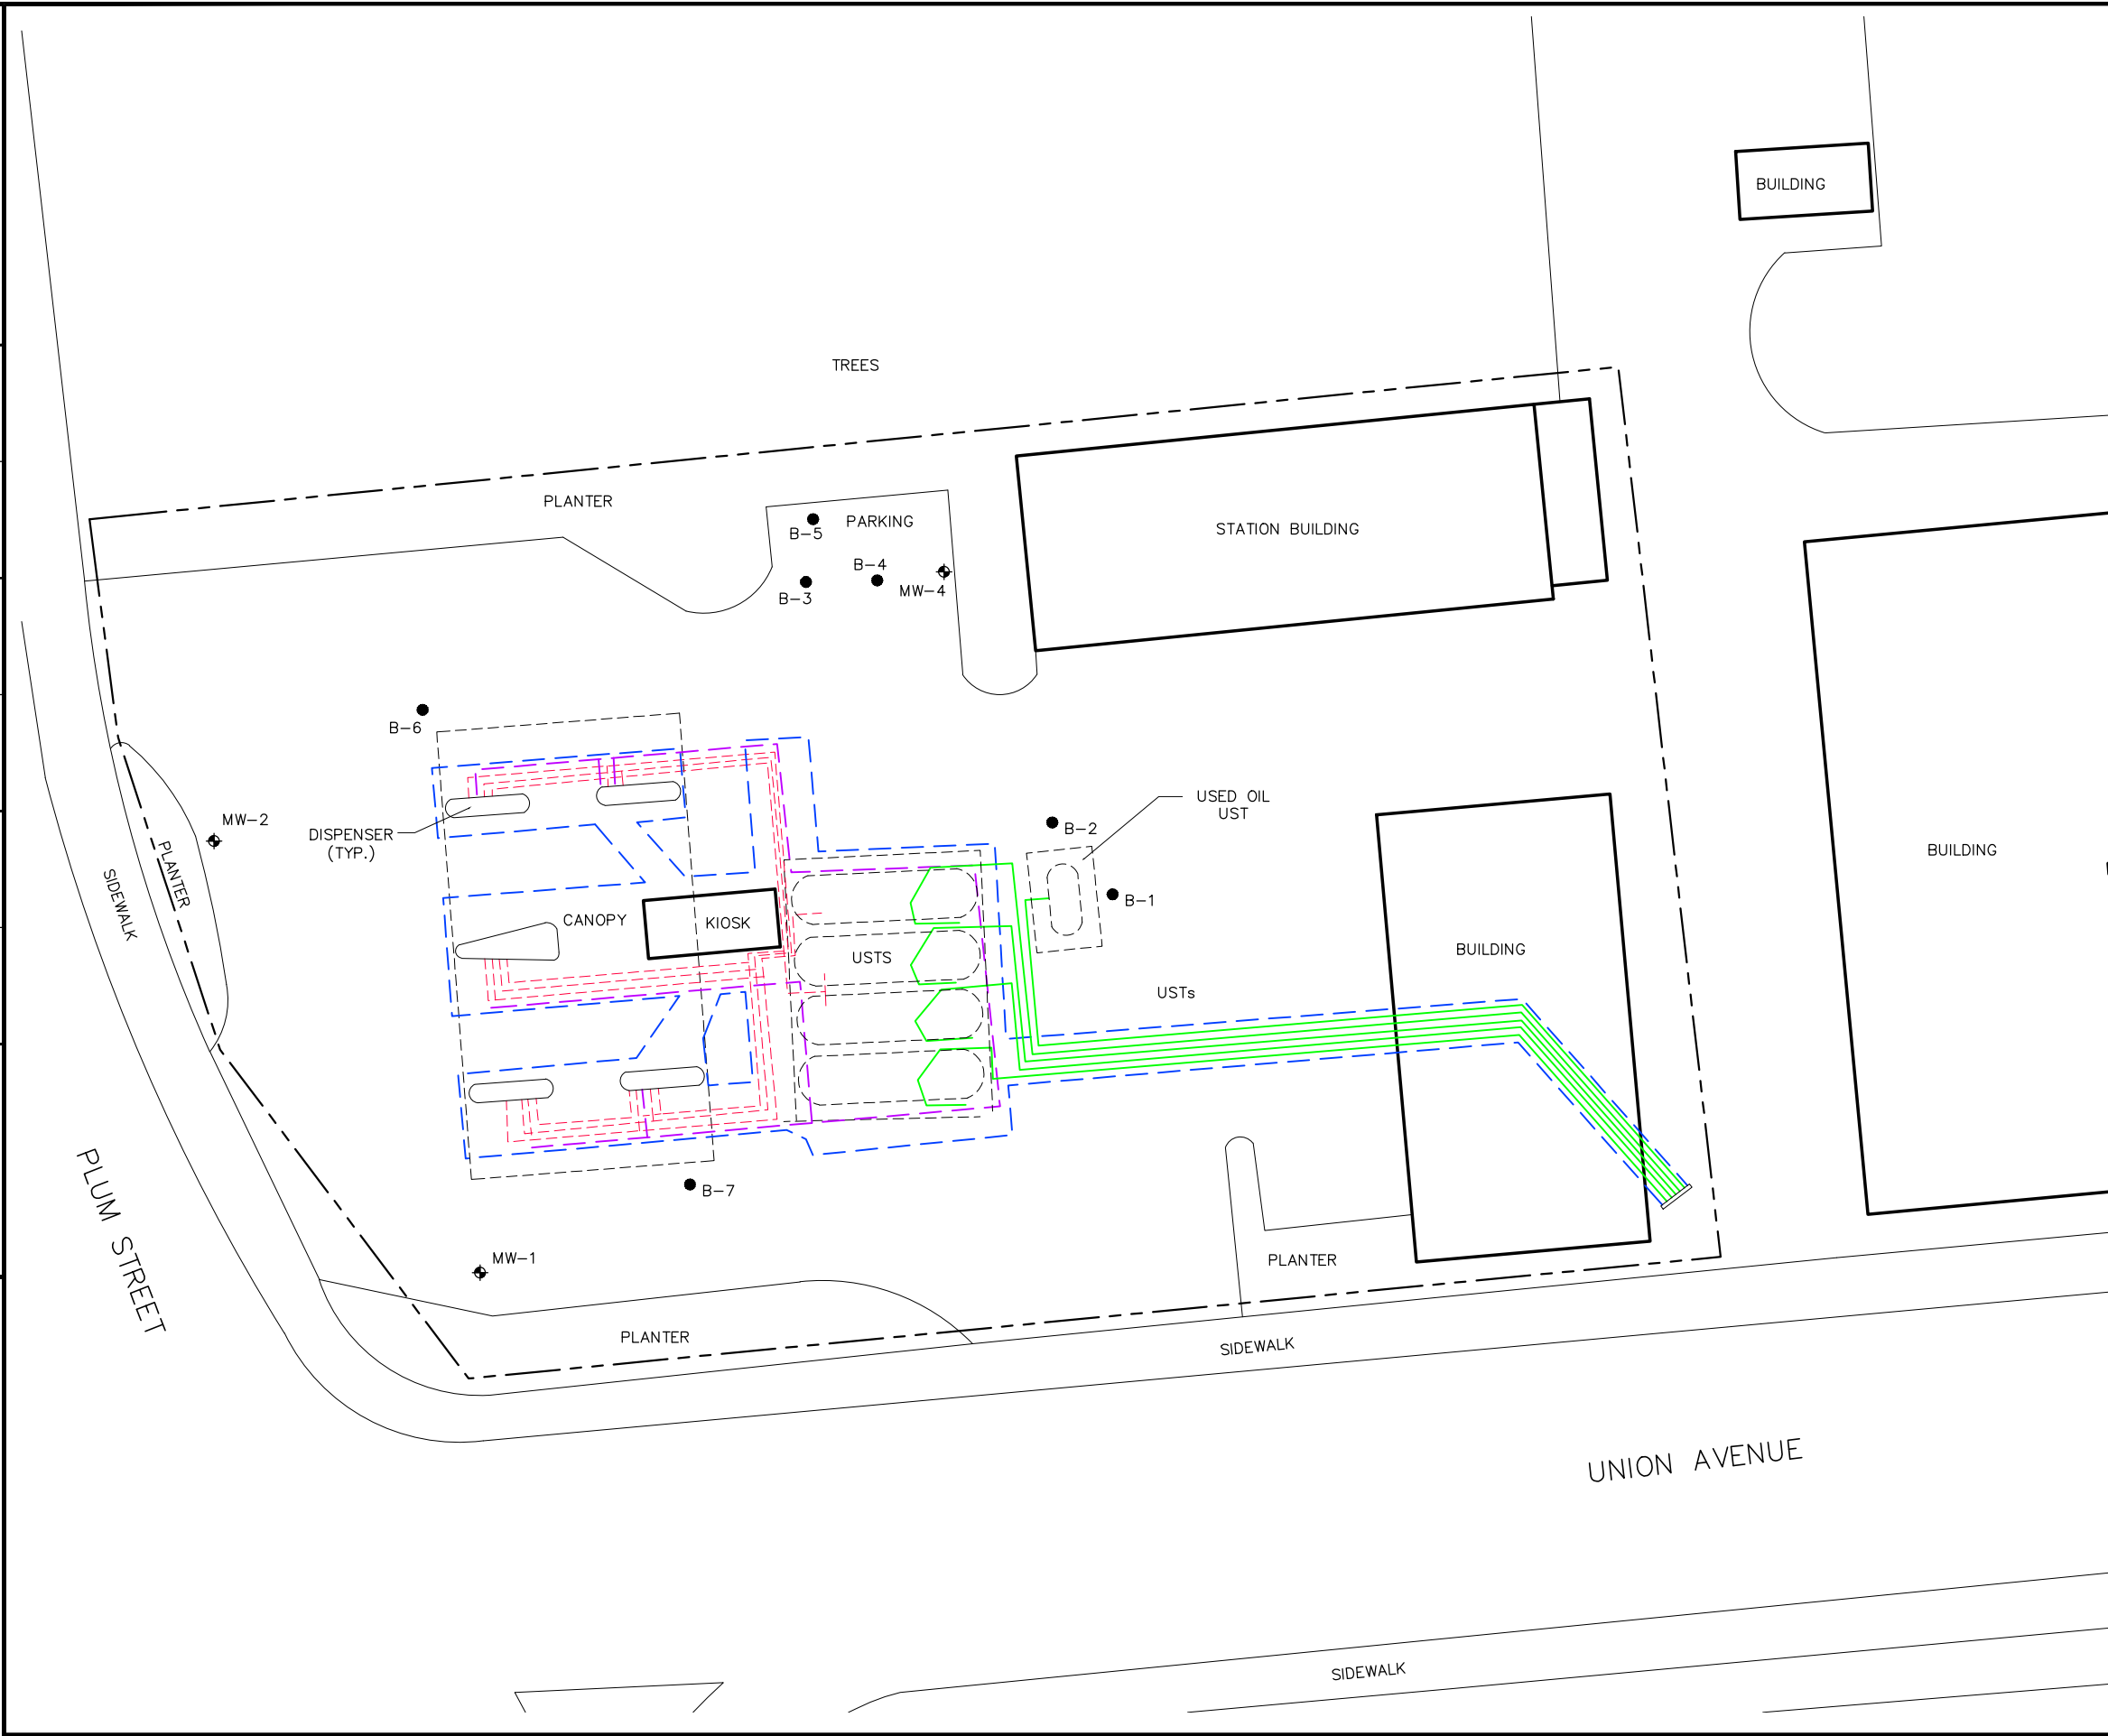 BUILDING
TREES
PLANTER
PARKING
B-5
STATION BUILDING
B-4
MW-4
B-3
B-6
USED OIL
UST
MW-2
B-2
DISPENSER
(TYP.)
BUILDING
PLANTER
SIDEWALK
B-1
CANOPY
KIOSK
BUILDING
USTS
USTs
B-7
PLUM STREET
MW-1
PLANTER
PLANTER
SIDEWALK
UNION AVENUE
SIDEWALK